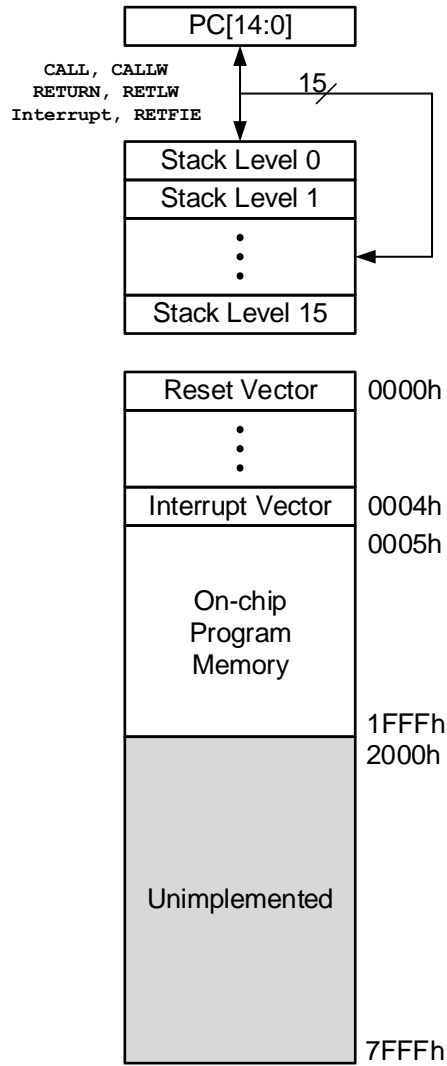 PC[14:0]
CALL, CALLW
RETURN, RETLW
Interrupt, RETFIE
15
Stack Level 0
Stack Level 1
Stack Level 15
Reset Vector
0000h
Interrupt Vector
0004h
0005h
On-chip
Program
Memory
1FFFh
2000h
Unimplemented
7FFFh